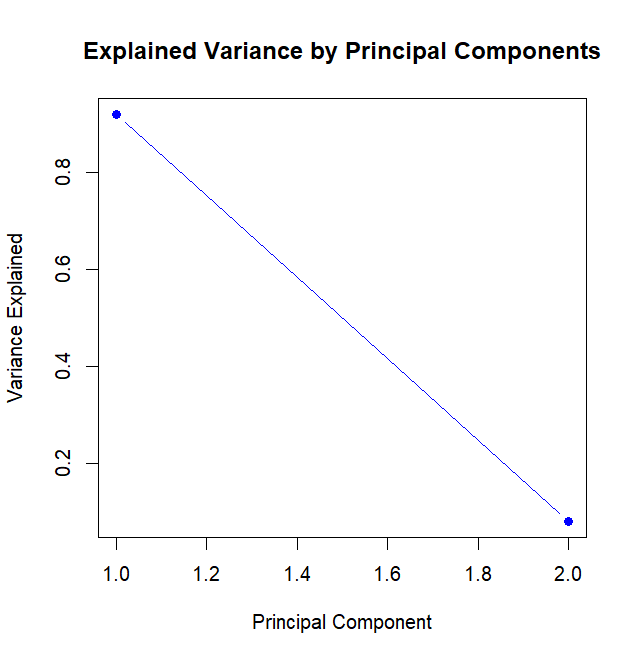 Explained Variance by Principal Components
Variance Explained
0.8
0.6
0.4
0.2
1.0 1.2 1.4 1.6 1.8 2.0
Principal Component